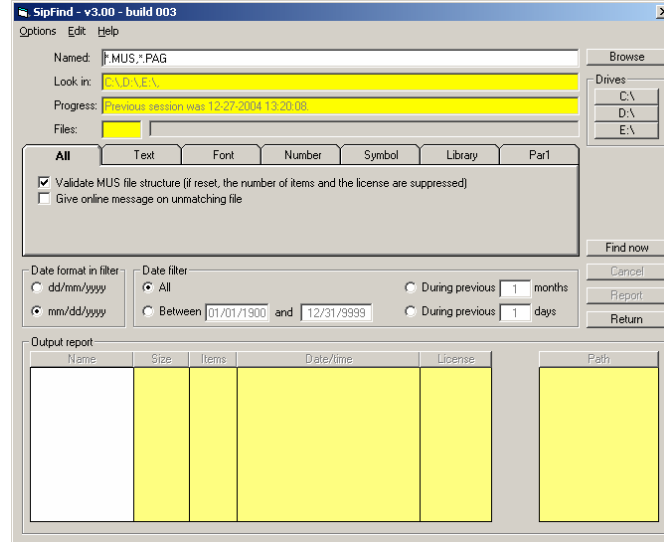 SipFind - v3.00 - build 003
Options Edit Help
Named: *.MUS,*.PAG Browse
Look in: C:\,D:\,E:\, Drives
C:\
Progress: Previous session was 12-27-2004 13:20:08.
D:\
Files: E:\
All Text Font Number Symbol Library Par1
Validate MUS file structure (if reset, the number of items and the license are suppressed)
Give online message on unmatching file
Find now
Date format in filter Date filter Cancel
dd/mm/yyyy All During previous 1 months
Report
mm/dd/yyyy Between 01/01/1900 and 12/31/9999 During previous 1 days
Return
Output report
Name Size Items Date/time License Path